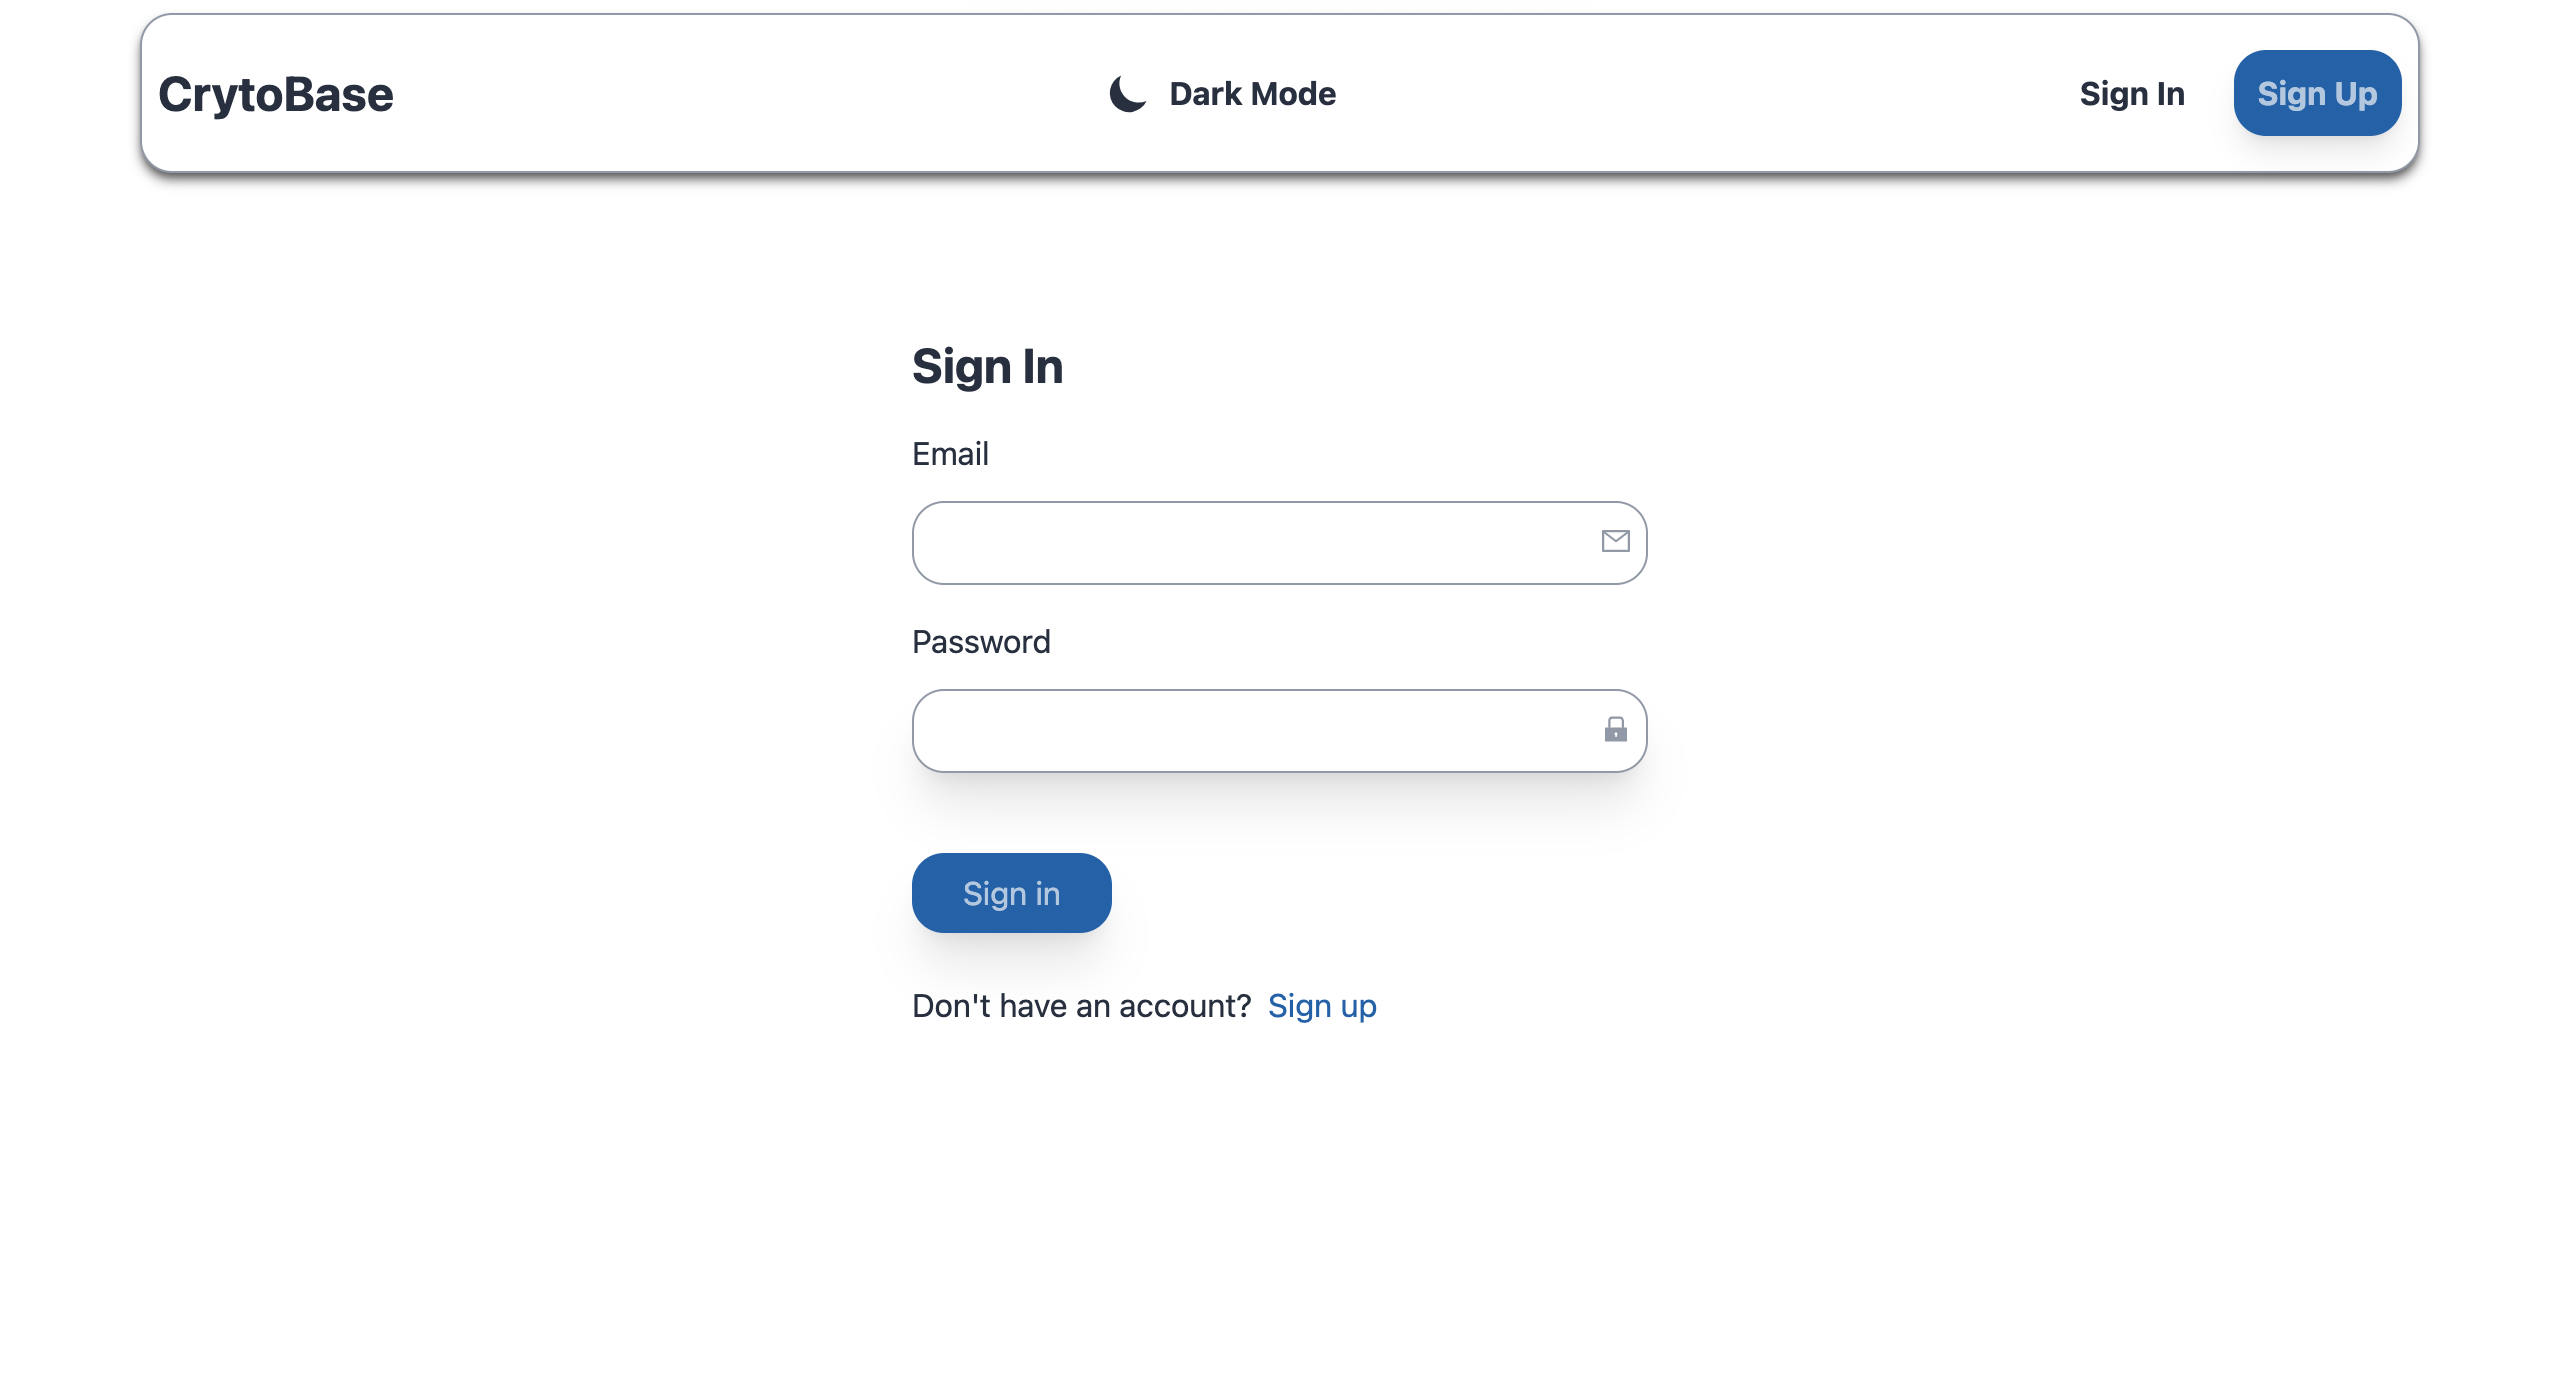 CrytoBase
Dark Mode
Sign In
Sign Up
Sign In
Email
Password
Sign in
Don't have an account? Sign up